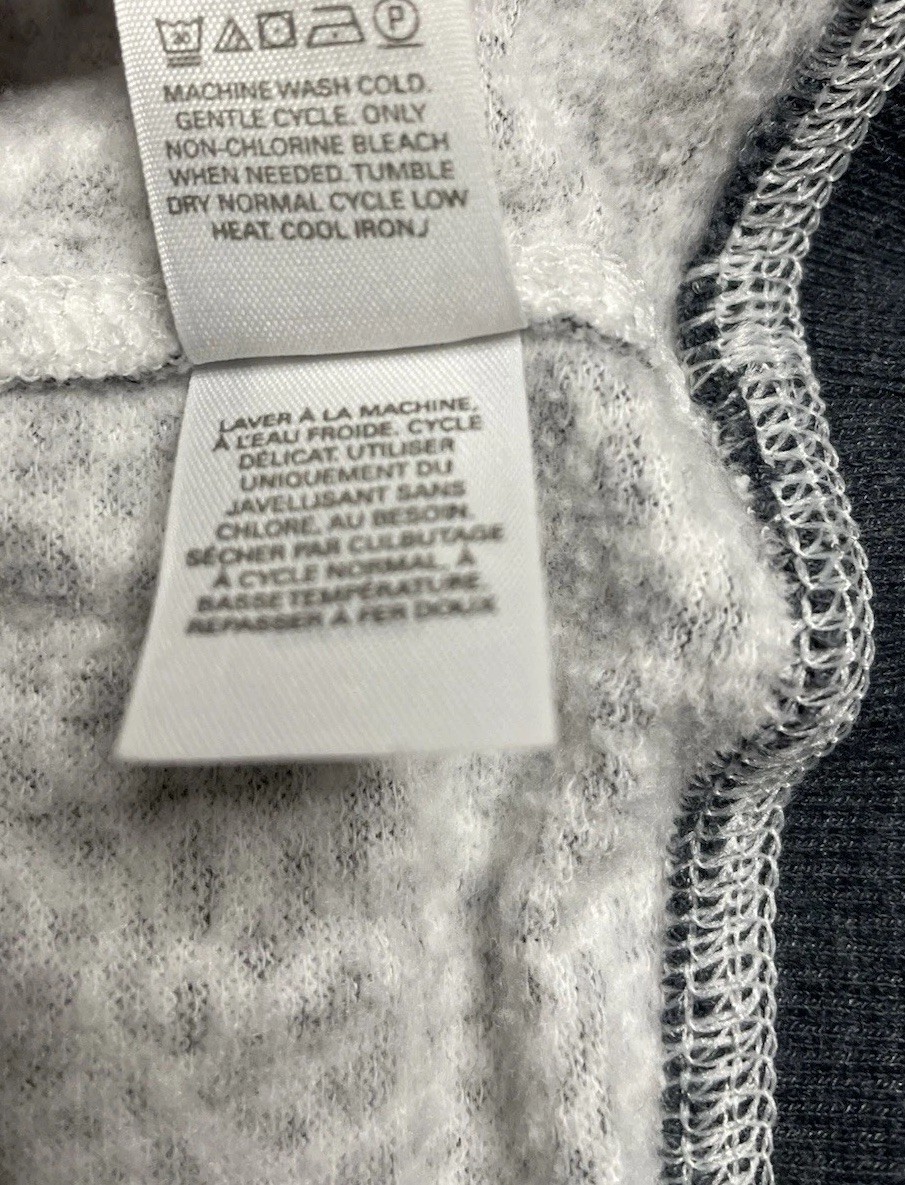 30
P
MACHINE WASH COLD.
GENTLE CYCLE. ONLY
NON-CHLORINE BLEACH
WHEN NEEDED. TUMBLE
DRY NORMAL CYCLE LOW
HEAT. COOL IRON./
LAVER À LA MACHINE,
À L'EAU FROIDE. CYCLE
DÉLICAT. UTILISER
UNIQUEMENT DU
JAVELLISANT SANS
CHLORE, AU BESOIN.
SÉCHER PAR CULBUTAGE
À CYCLE NORMAL, À
BASSE TEMPÉRATURE.
REPASSER À FER DOUX